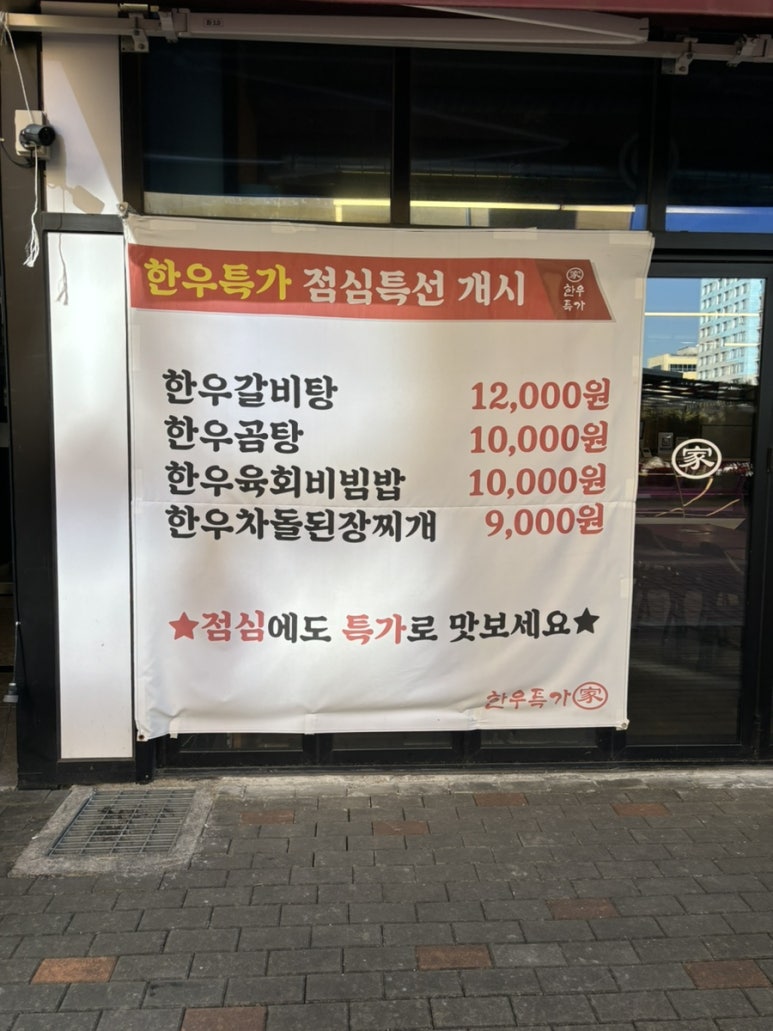 한우특가 점심특선 개시
家
한우
특가
한우갈비탕 12,000원
한우곰탕 10,000원
한우육회비빔밥 10,000원
한우차돌된장찌개 9,000원
★점심에도 특가로 맛보세요★
한우특가 家
家